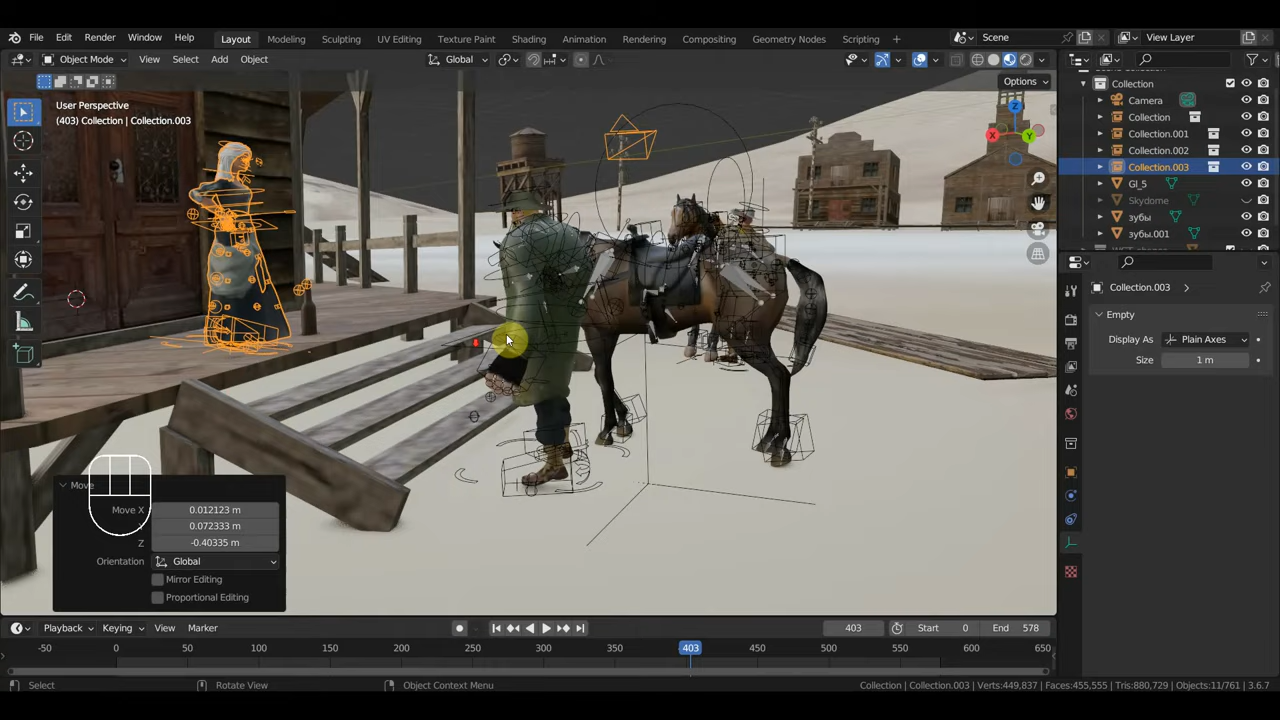 File Edit Render Window Help Layout Modeling Sculpting UV Editing Texture Paint Shading Animation Rendering Compositing Geometry Nodes Scripting + Scene View Layer
Object Mode View Select Add Object Global
Options
User Perspective
(403) Collection | Collection.003
Z
X
Y
Collection
Camera
Collection
Collection.001
Collection.002
Collection.003
GI_5
Skydome
зубы
зубы.001
Collection.003
Empty
Display As Plain Axes
Size 1 m
Move
Move X 0.012123 m
0.072333 m
Z -0.40335 m
Orientation Global
Mirror Editing
Proportional Editing
Playback Keying View Marker 403 Start 0 End 578
-50 0 50 100 150 200 250 300 350 403 450 500 550 600 650
Select Rotate View Object Context Menu Collection | Collection.003 | Verts:449,837 | Faces:455,555 | Tris:880,729 | Objects:11/761 | 3.6.7